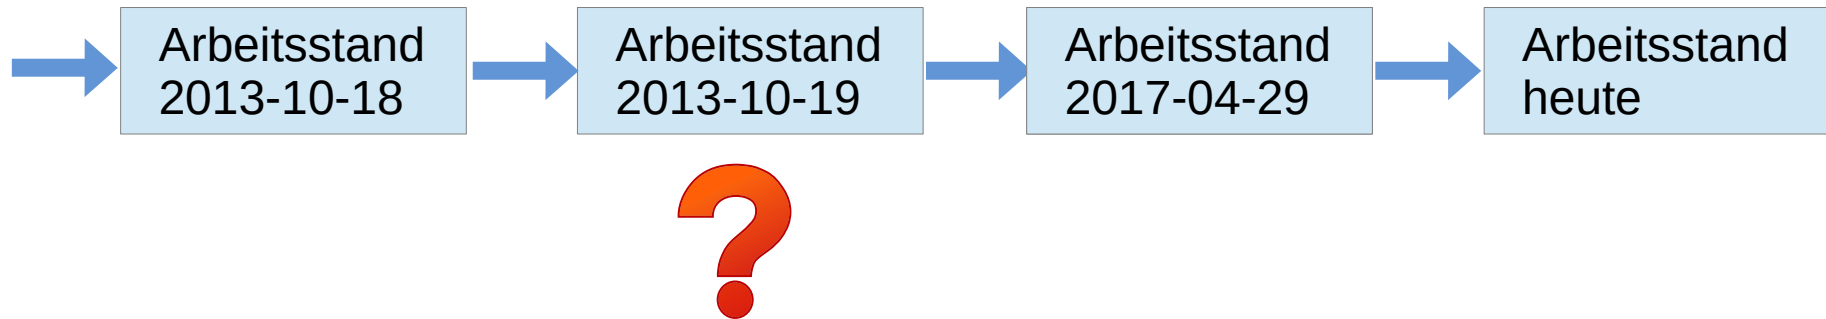 Arbeitsstand
2013-10-18
Arbeitsstand
2013-10-19
Arbeitsstand
2017-04-29
Arbeitsstand
heute
?